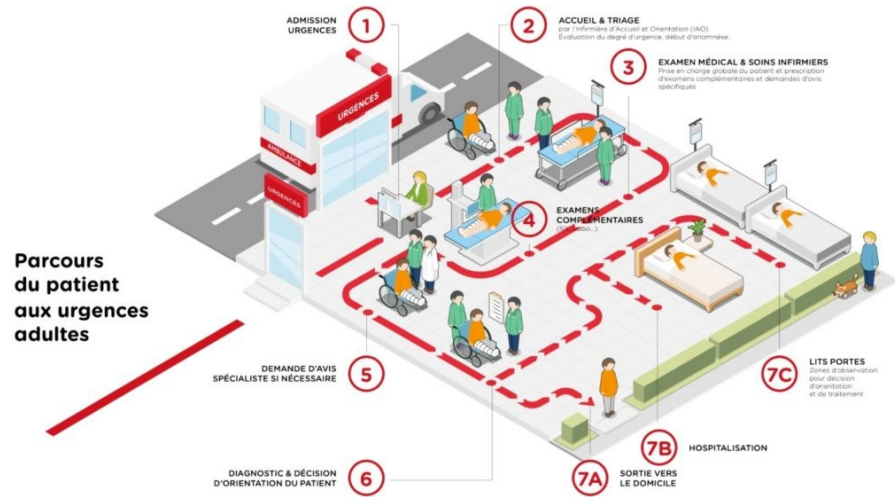 ADMISSION
URGENCES
1
2
ACCUEIL & TRIAGE
par l'Infirmière d'Accueil et Orientation (IAO)
Évaluation du degré d'urgence, début d'anamnèse.
3
EXAMEN MÉDICAL & SOINS INFIRMIERS
Prise en charge globale du patient et prescription
d'examens complémentaires et demandes d'avis
spécifiques
URGENCES
AMBULANCE
URGENCES
4
EXAMENS
COMPLÉMENTAIRES
Parcours
du patient
aux urgences
adultes
DEMANDE D'AVIS
SPÉCIALISTE SI NÉCESSAIRE
5
7C
LITS PORTES
Zones d'observation
pour décision
d'orientation
et de traitement
7B
HOSPITALISATION
DIAGNOSTIC & DÉCISION
D'ORIENTATION DU PATIENT
6
7A
SORTIE VERS
LE DOMICILE